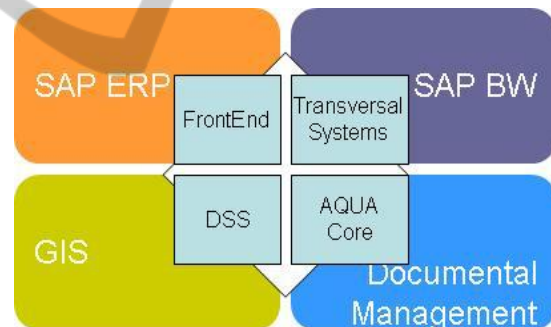 SAP ERP
SAP BW
FrontEnd
Transversal
Systems
DSS
AQUA
Core
GIS
Documental
Management